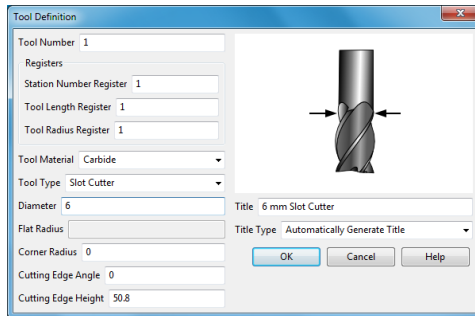 Tool Definition
Tool Number 1
Registers
Station Number Register 1
Tool Length Register 1
Tool Radius Register 1
Tool Material Carbide
Tool Type Slot Cutter
Diameter 6
Title 6 mm Slot Cutter
Flat Radius
Title Type Automatically Generate Title
Corner Radius 0
OK Cancel Help
Cutting Edge Angle 0
Cutting Edge Height 50.8